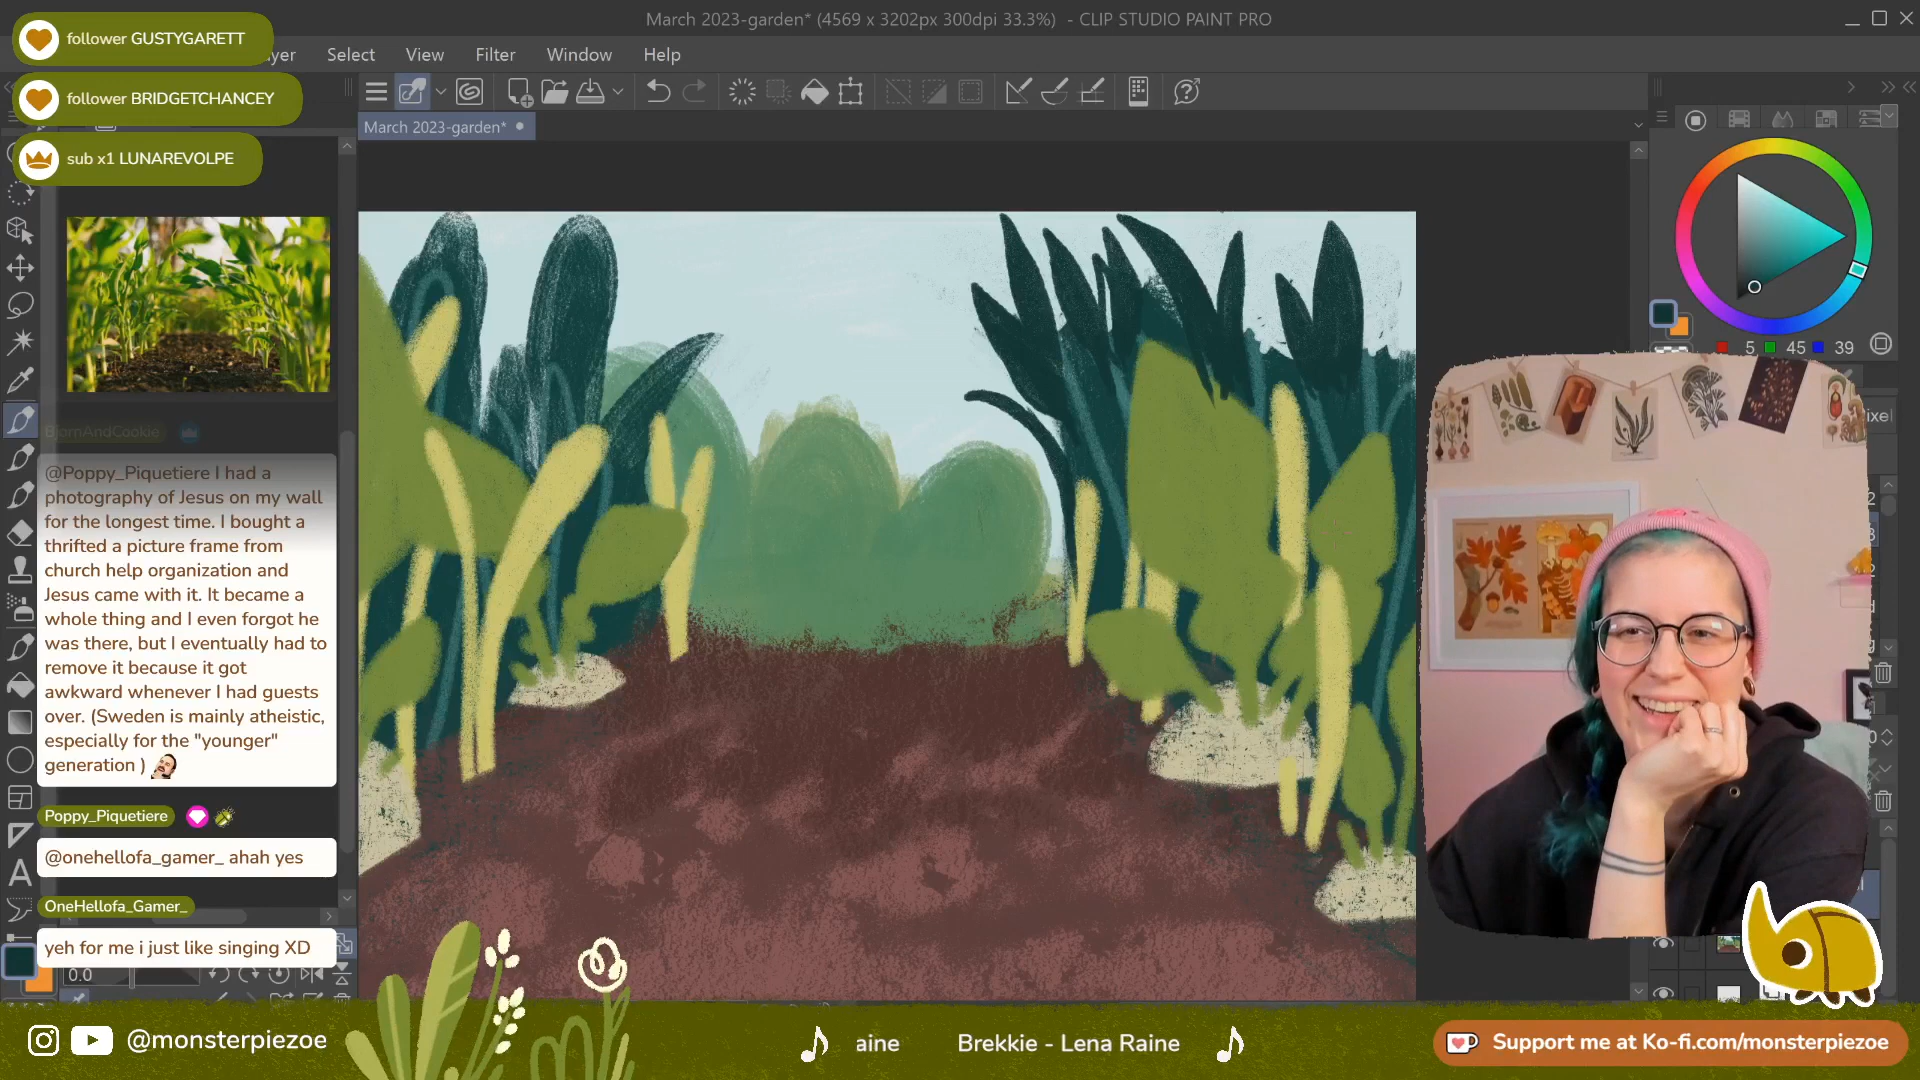 March 2023-garden* (4569 x 3202px 300dpi 33.3%) - CLIP STUDIO PAINT PRO
follower GUSTYGARETT
ayer Select View Filter Window Help
follower BRIDGETCHANCEY
March 2023-garden*
sub x1 LUNAREVOLPE
5 45 39
ixel
BjornAndCookie
@Poppy_Piquetiere I had a
photography of Jesus on my wall
for the longest time. I bought a
thrifted a picture frame from
church help organization and
Jesus came with it. It became a
whole thing and I even forgot he
was there, but I eventually had to
remove it because it got
awkward whenever I had guests
over. (Sweden is mainly atheistic,
especially for the "younger"
generation )
Poppy_Piquetiere
@onehellofa_gamer_ ahah yes
OneHellofa_Gamer_
yeh for me i just like singing XD
0.0
@monsterpiezoe
aine Brekkie - Lena Raine
Support me at Ko-fi.com/monsterpiezoe